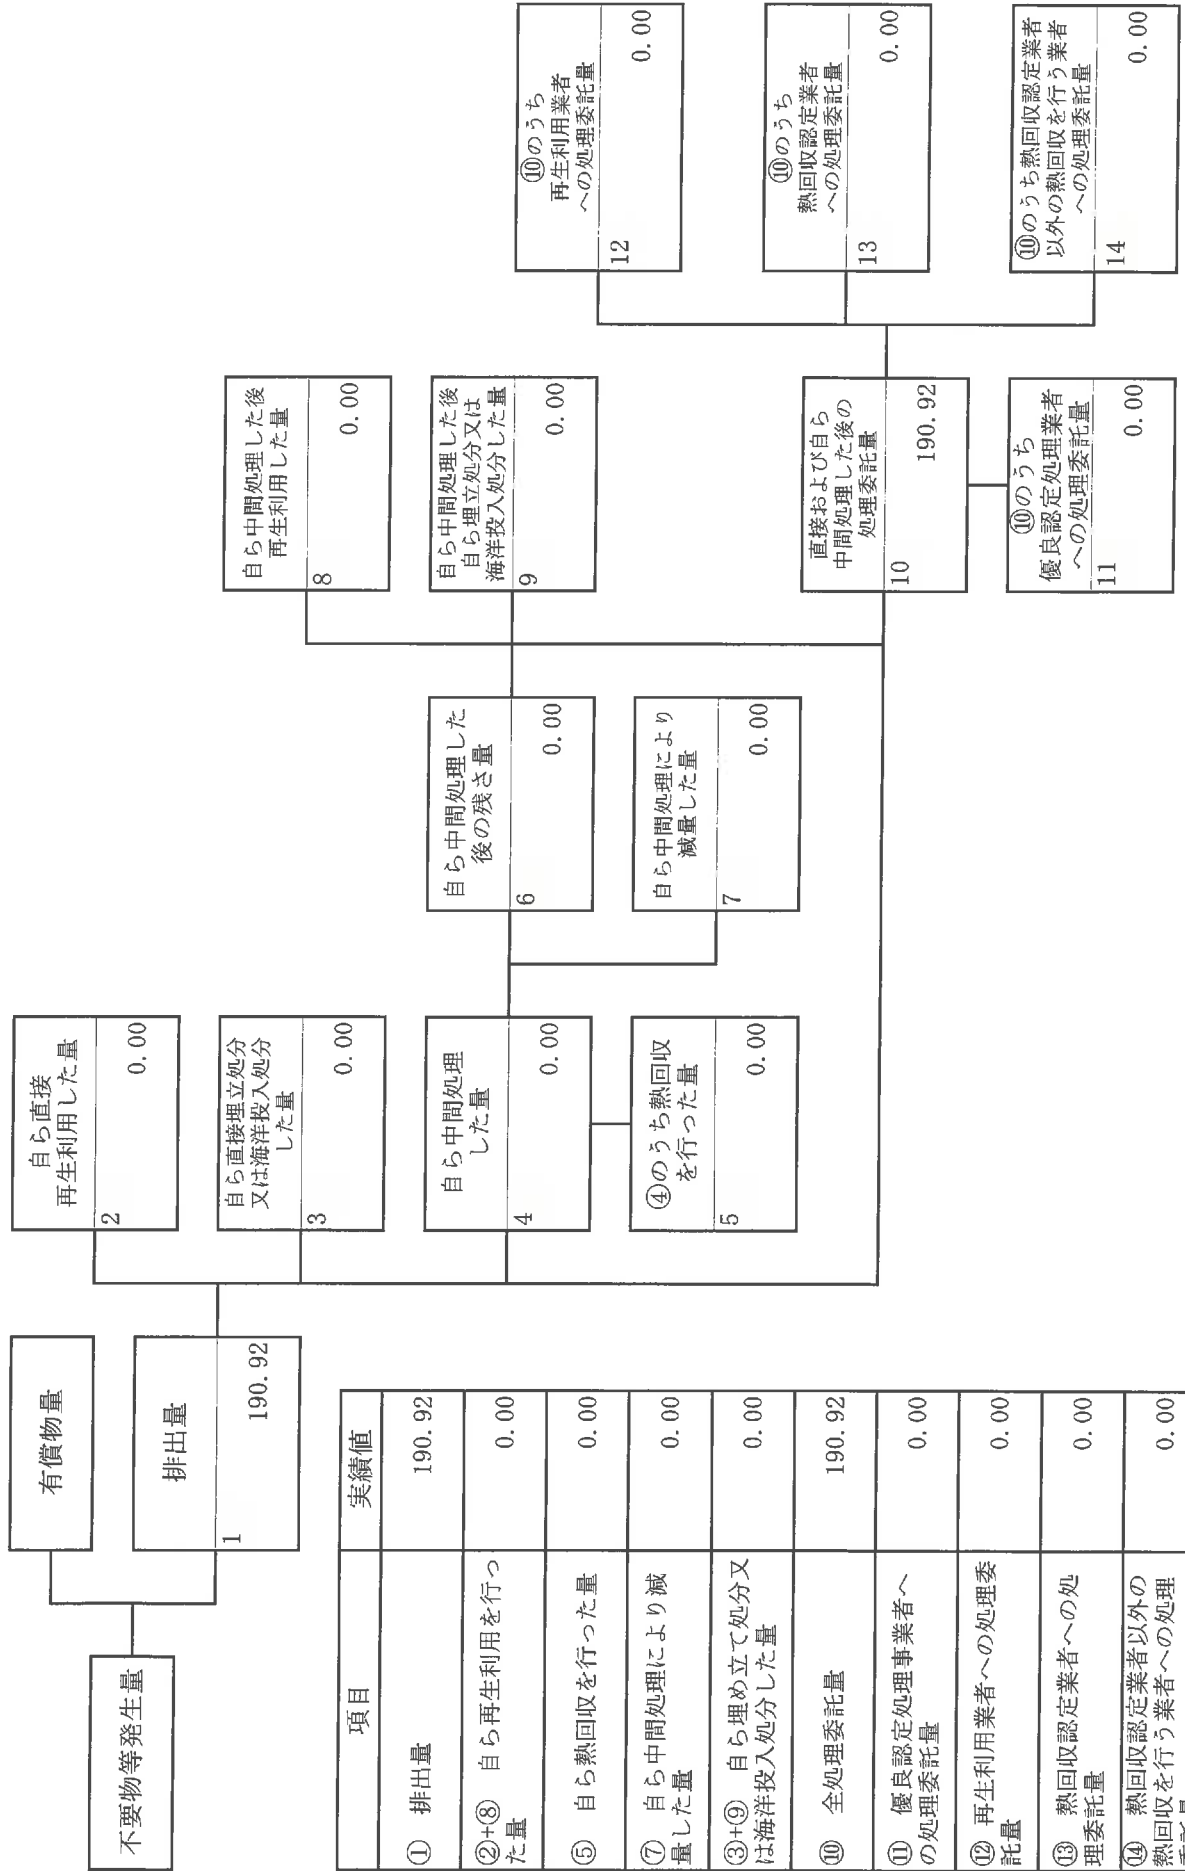 不要物等発生量
有償物量
排出量
1
190.92
自ら直接
再生利用した量
2
0.00
自ら直接埋立処分
又は海洋投入処分
した量
3
0.00
自ら中間処理
した量
4
0.00
④のうち熱回収
を行った量
5
0.00
自ら中間処理した
後の残さ量
6
0.00
自ら中間処理により
減量した量
7
0.00
自ら中間処理した後
再生利用した量
8
0.00
自ら中間処理した後
自ら埋立処分又は
海洋投入処分した量
9
0.00
直接および自ら
中間処理した後の
処理委託量
10
190.92
⑩のうち
優良認定処理業者
への処理委託量
11
0.00
⑩のうち
再生利用業者
への処理委託量
12
0.00
⑩のうち
熱回収認定業者
への処理委託量
13
0.00
⑩のうち熱回収認定業者
以外の熱回収を行う業者
への処理委託量
14
0.00
項目 実績値
① 排出量 190.92
②+⑧ 自ら再生利用を行っ
た量
0.00
⑤ 自ら熱回収を行った量 0.00
⑦ 自ら中間処理により減
量した量
0.00
③+⑨ 自ら埋め立て処分又
は海洋投入処分した量
0.00
⑩ 全処理委託量 190.92
⑪ 優良認定処理事業者へ
の処理委託量
0.00
⑫ 再生利用業者への処理委
託量
0.00
⑬ 熱回収認定業者への処
理委託量
0.00
⑭ 熱回収認定業者以外の
熱回収を行う業者への処理
0.00